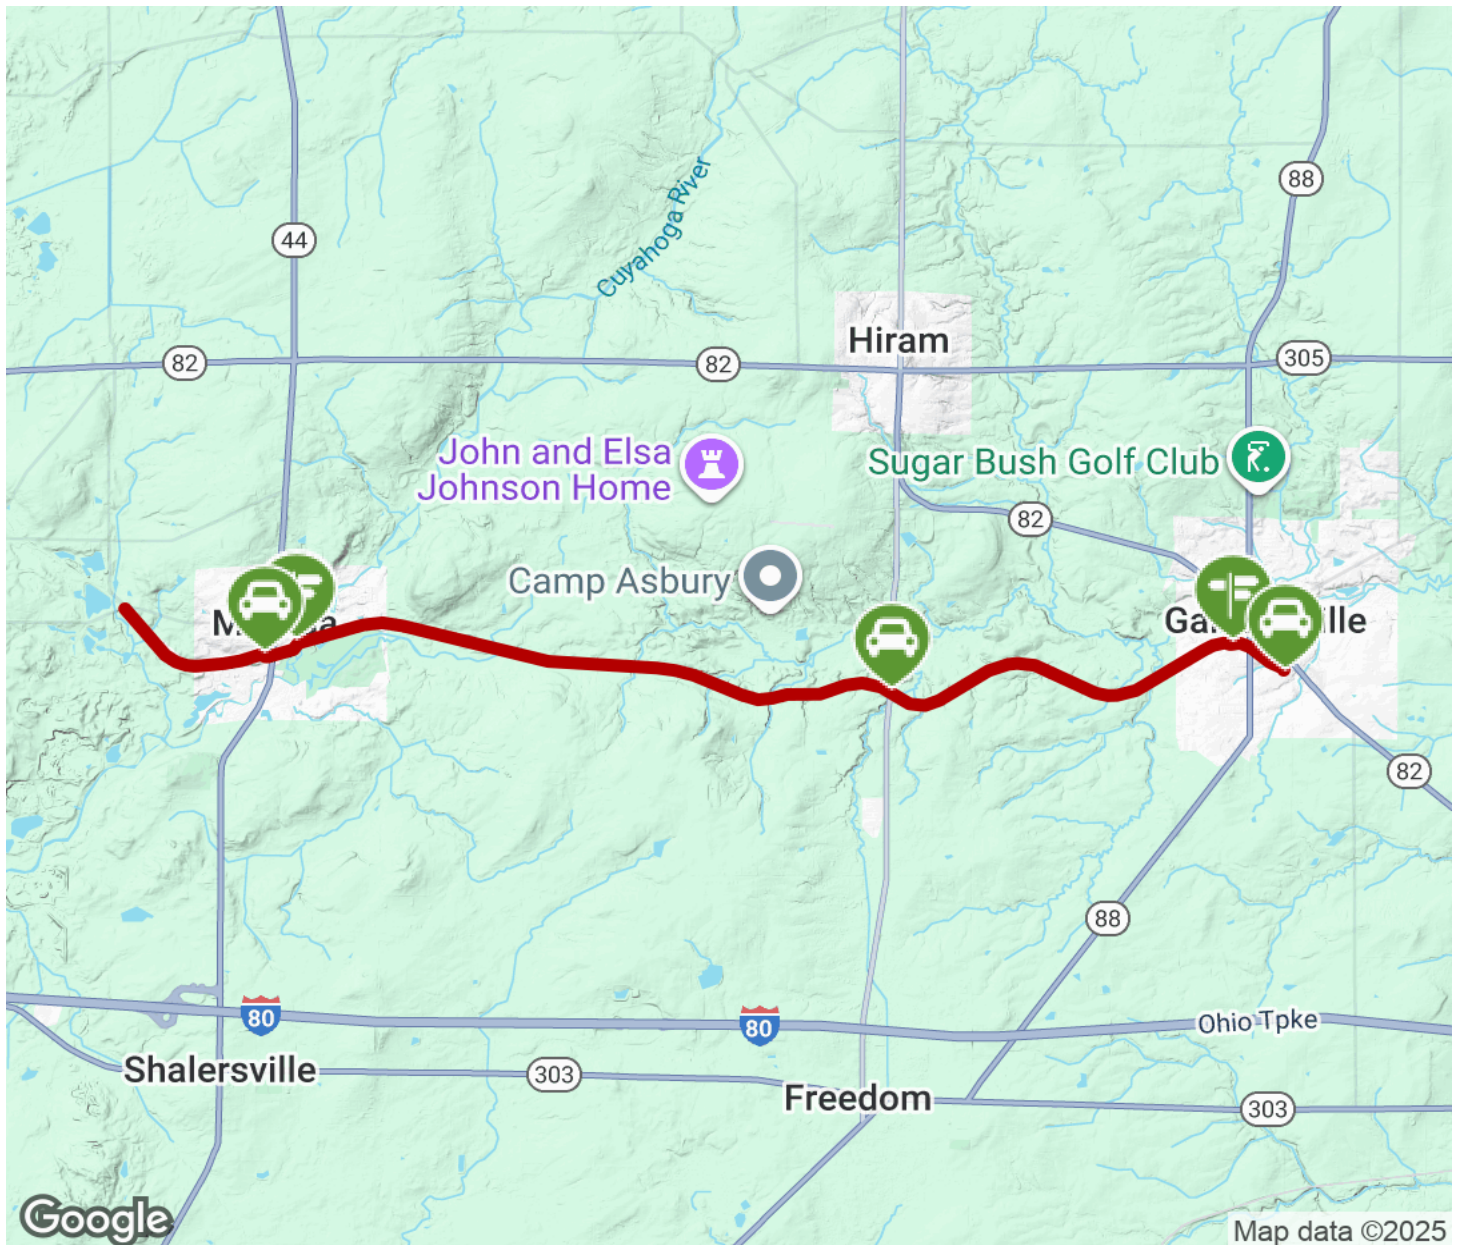 88
Cuyahoga River
44
Hiram
82
82
305
John and Elsa
Johnson Home
Sugar Bush Golf Club
82
Camp Asbury
82
88
80
80
Ohio Tpke
Shalersville
303
Freedom
303
Google
Map data ©2025